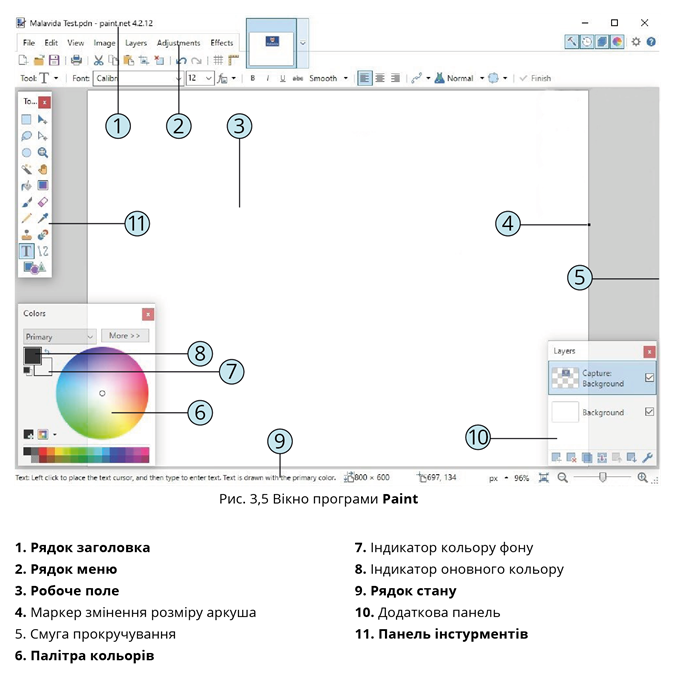 Malavida Test.pdn - paint.net 4.2.12
File Edit View Image Layers Adjustments Effects
Tool: T Font: Calibri 12 fx B I U abc Smooth Normal Finish
To... x
1 2 3
11
4
5
Colors x
Primary More >>
8
7
6
Layers x
Capture:
Background
Background
10
9
Text: Left click to place the text cursor, and then type to enter text. Text is drawn with the primary color. 800 × 600 697, 134 px 96%
Рис. 3,5 Вікно програми Paint
1. Рядок заголовка
2. Рядок меню
3. Робоче поле
4. Маркер змінення розміру аркуша
5. Смуга прокручування
6. Палітра кольорів
7. Індикатор кольору фону
8. Індикатор оновного кольору
9. Рядок стану
10. Додаткова панель
11. Панель інстурментів